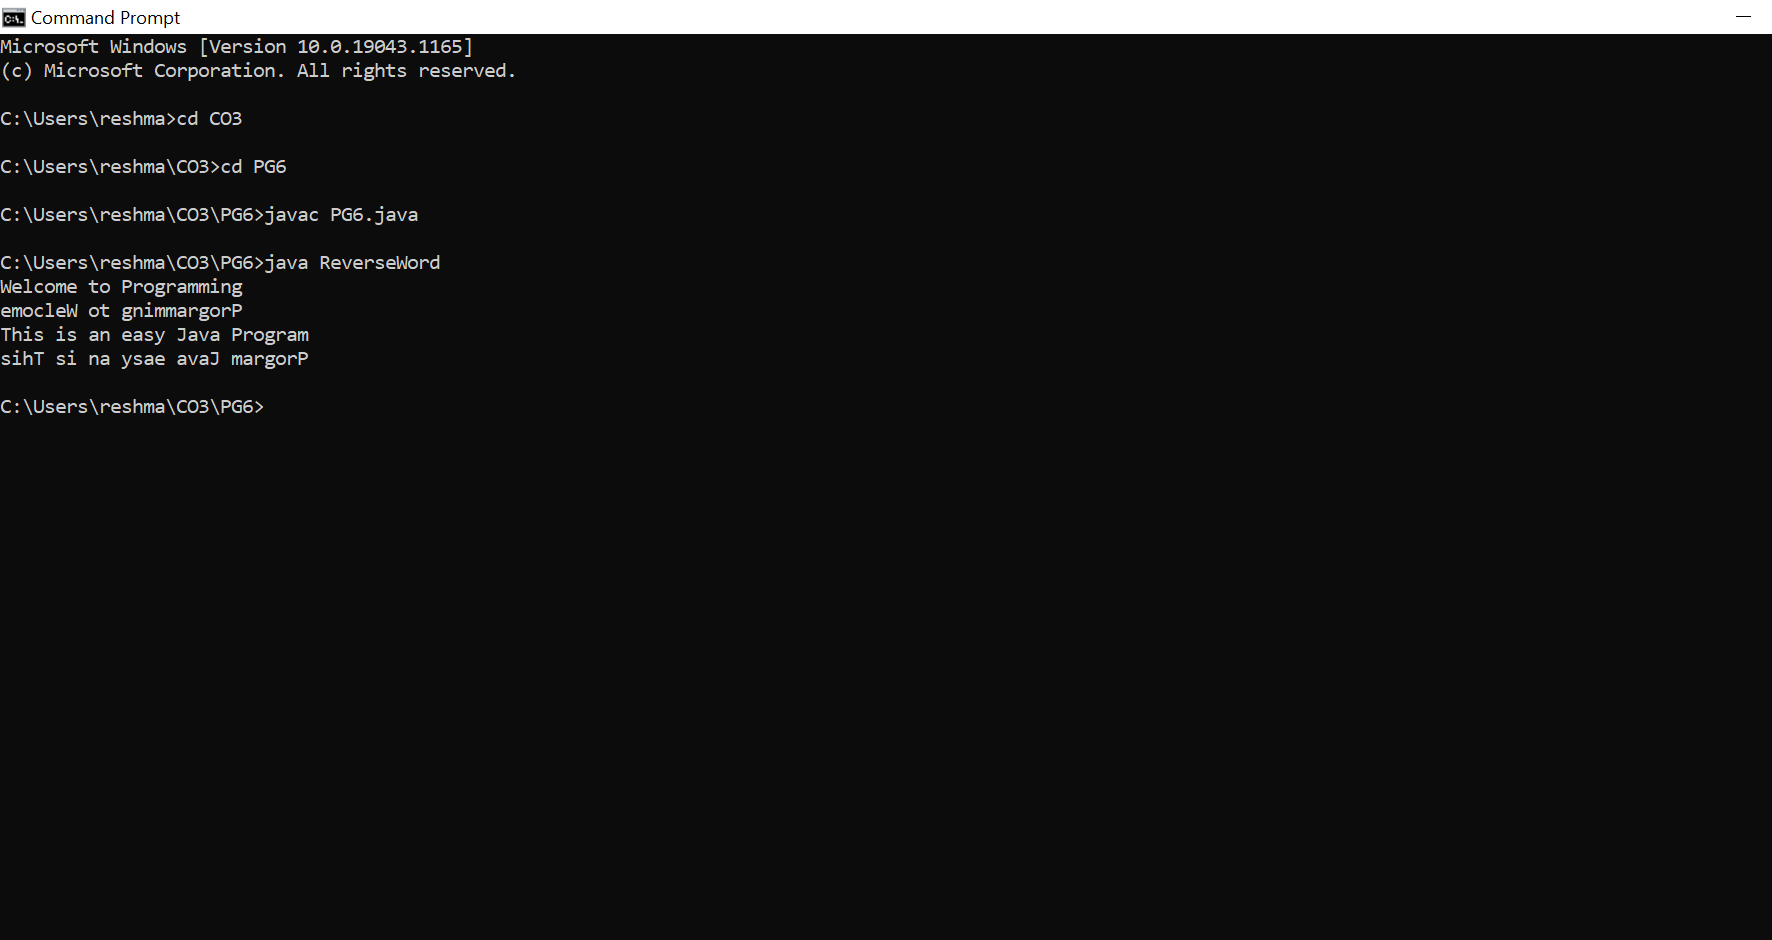 Command Prompt
Microsoft Windows [Version 10.0.19043.1165]
(c) Microsoft Corporation. All rights reserved.
C:\Users\reshma>cd CO3
C:\Users\reshma\CO3>cd PG6
C:\Users\reshma\CO3\PG6>javac PG6.java
C:\Users\reshma\CO3\PG6>java ReverseWord
Welcome to Programming
emocleW ot gnimmargorP
This is an easy Java Program
sihT si na ysae avaJ margorP
C:\Users\reshma\CO3\PG6>